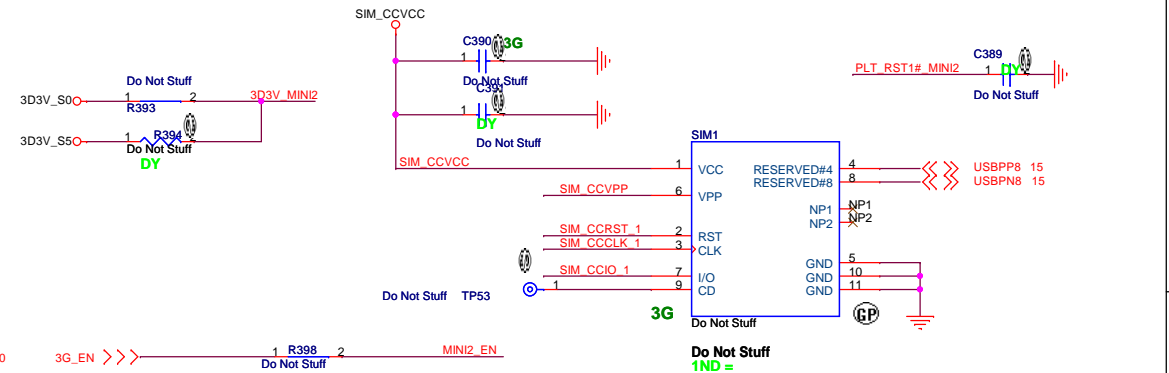 SIM_CCVCC
C390
3G
1
Do Not Stuff
C391
1
DY
Do Not Stuff
C389
PLT_RST1#_MINI2
1
DY
Do Not Stuff
Do Not Stuff
3D3V_S0
1
2
3D3V_MINI2
R393
3D3V_S5
1
R394
2
Do Not Stuff
DY
SIM1
SIM_CCVCC
1
VCC
RESERVED#4
4
USBPP8 15
RESERVED#8
8
USBPN8 15
SIM_CCVPP
6
VPP
NP1
NP1
NP2
NP2
SIM_CCRST_1
2
RST
SIM_CCCLK_1
3
CLK
GND
5
SIM_CCIO_1
7
I/O
GND
10
1
9
CD
GND
11
Do Not Stuff TP53
3G
GP
Do Not Stuff
Do Not Stuff
1ND =
0
3G_EN
1
R398
2
MINI2_EN
Do Not Stuff